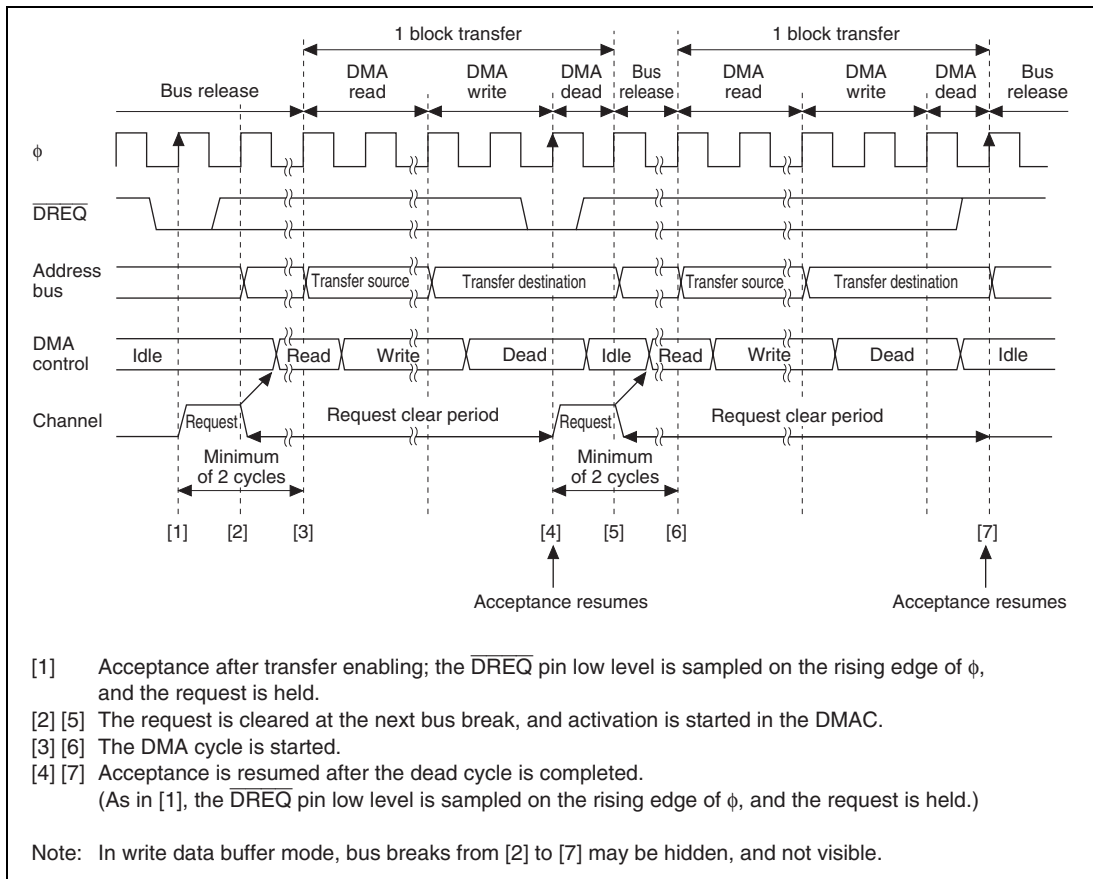 1 block transfer 1 block transfer
Bus release DMA read DMA write DMA dead Bus release DMA read DMA write DMA dead Bus release
φ
DREQ
Address bus Transfer source Transfer destination Transfer source Transfer destination
DMA control Idle Read Write Dead Idle Read Write Dead Idle
Channel Request Request clear period Request Request clear period
Minimum of 2 cycles Minimum of 2 cycles
[1] [2] [3] [4] [5] [6] [7]
Acceptance resumes Acceptance resumes
[1] Acceptance after transfer enabling; the DREQ pin low level is sampled on the rising edge of φ,
and the request is held.
[2] [5] The request is cleared at the next bus break, and activation is started in the DMAC.
[3] [6] The DMA cycle is started.
[4] [7] Acceptance is resumed after the dead cycle is completed.
(As in [1], the DREQ pin low level is sampled on the rising edge of φ, and the request is held.)
Note: In write data buffer mode, bus breaks from [2] to [7] may be hidden, and not visible.